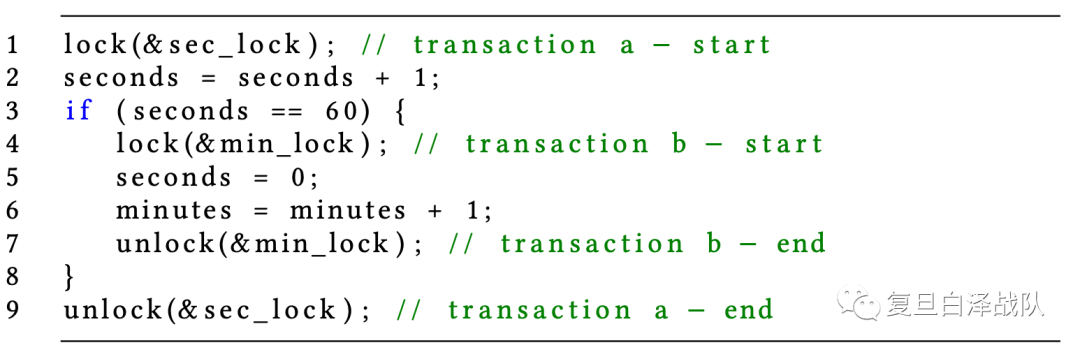 1 lock(&sec_lock); // transaction a – start
2 seconds = seconds + 1;
3 if (seconds == 60) {
4 lock(&min_lock); // transaction b – start
5 seconds = 0;
6 minutes = minutes + 1;
7 unlock(&min_lock); // transaction b – end
8 }
9 unlock(&sec_lock); // transaction a – end
复旦白泽战队